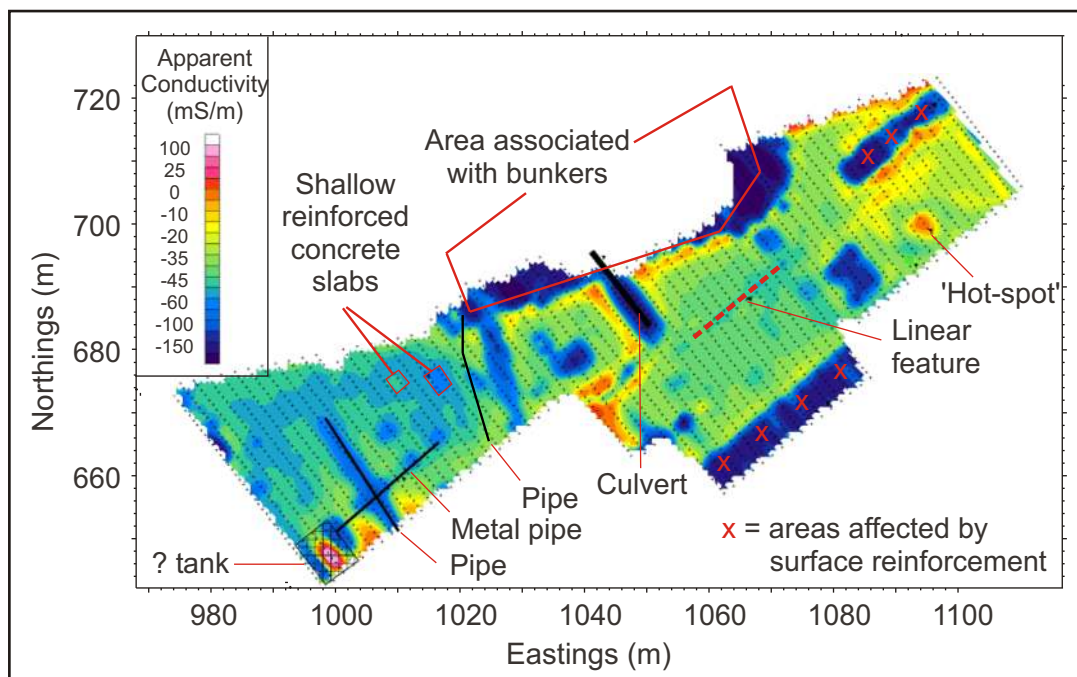 Apparent
Conductivity
(mS/m)
100
25
0
-10
-20
-45
-60
-100
-150
Area associated
with bunkers
Shallow
reinforced
concrete
slabs
'Hot-spot'
Linear
feature
Culvert
Pipe
Metal pipe
Pipe
? tank
x = areas affected by
surface reinforcement
x
x
x
x
x
x
x
Northings (m)
720
700
680
660
980
1000
1020
1040
1060
1080
1100
Eastings (m)